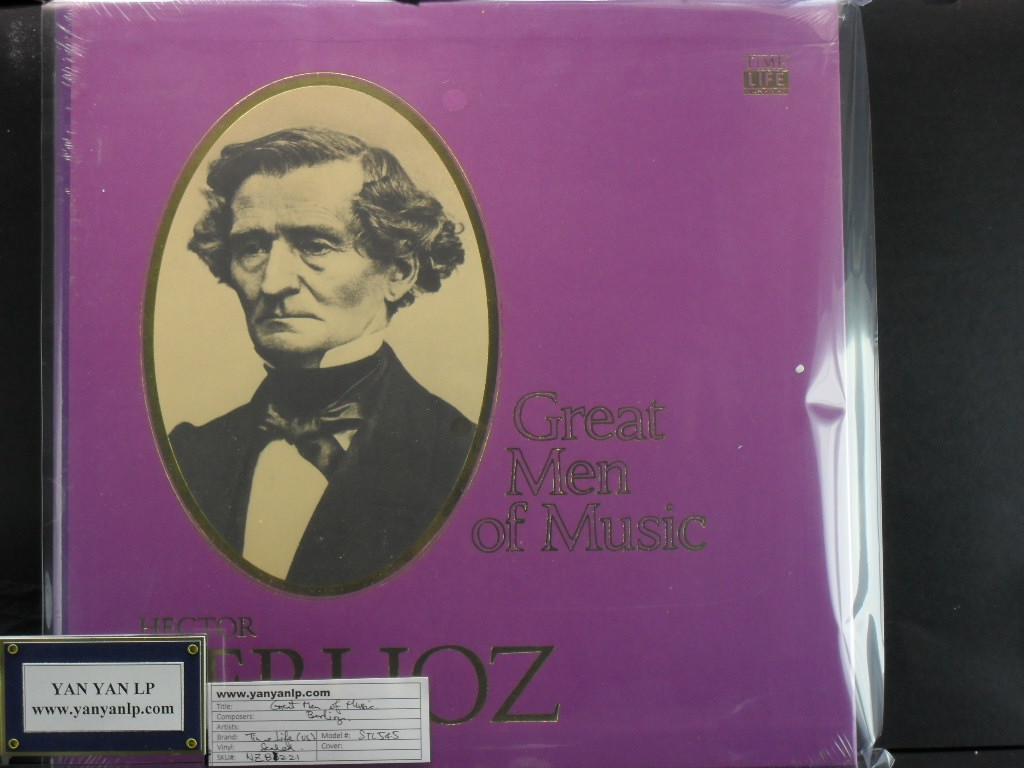 TIME
LIFE
Great
Men
of Music
HECTOR
BERLIOZ
YAN YAN LP
www.yanyanlp.com
www.yanyanlp.com
Title: Great Men of Music
Composers: Berlioz
Artists:
Brand: Time Life (US) Model #: STL545
Vinyl: Sealed. Cover:
SKU#: